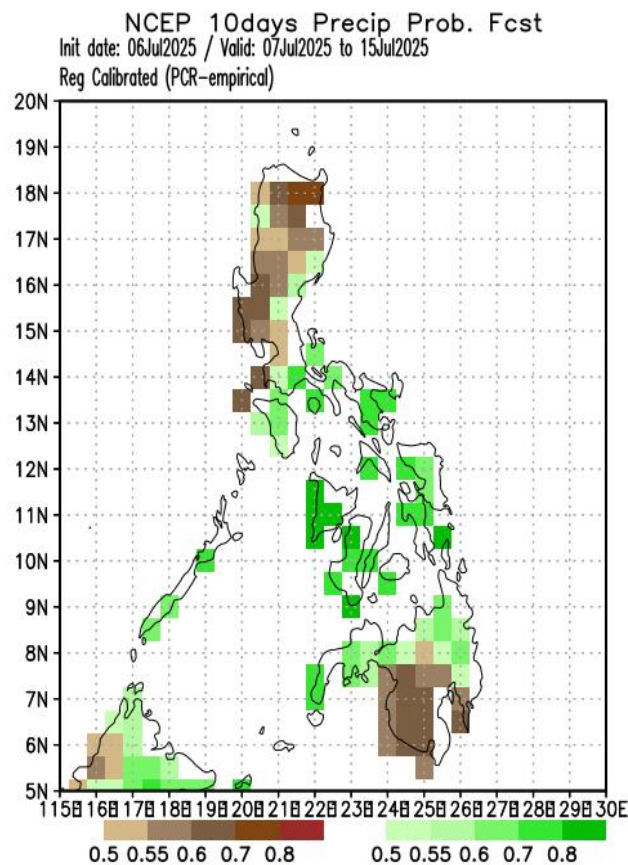 NCEP 10days Precip Prob. Fcst
Init date: 06Jul2025 / Valid: 07Jul2025 to 15Jul2025
Reg Calibrated (PCR-empirical)
20N
19N
18N
17N
16N
15N
14N
13N
12N
11N
10N
9N
8N
7N
6N
5N
115E 116E 117E 118E 119E 120E 121E 122E 123E 124E 125E 126E 127E 128E 129E 130E
0.5 0.55 0.6 0.7 0.8 0.5 0.55 0.6 0.7 0.8